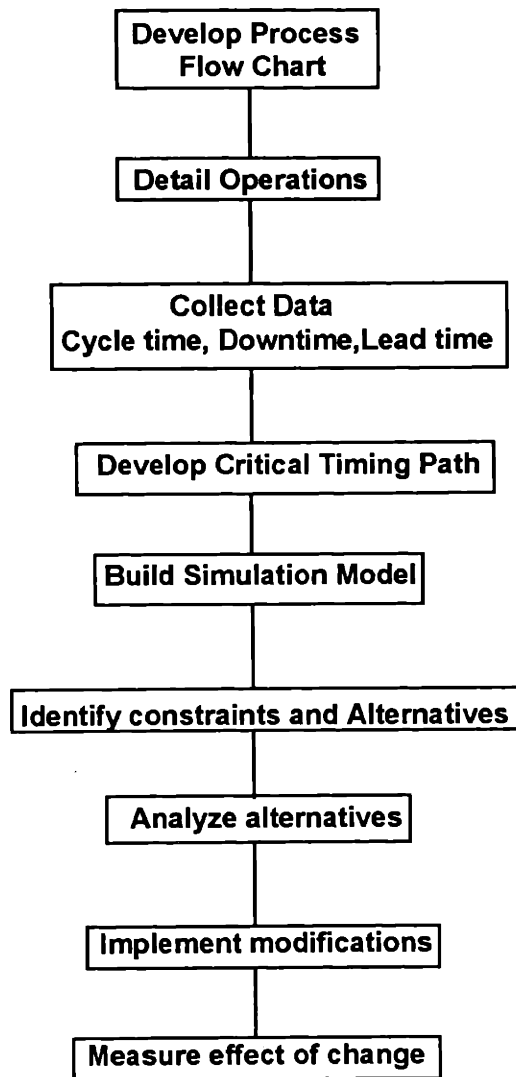 Develop Process
Flow Chart
Detail Operations
Collect Data
Cycle time, Downtime,Lead time
Develop Critical Timing Path
Build Simulation Model
Identify constraints and Alternatives
Analyze alternatives
Implement modifications
Measure effect of change